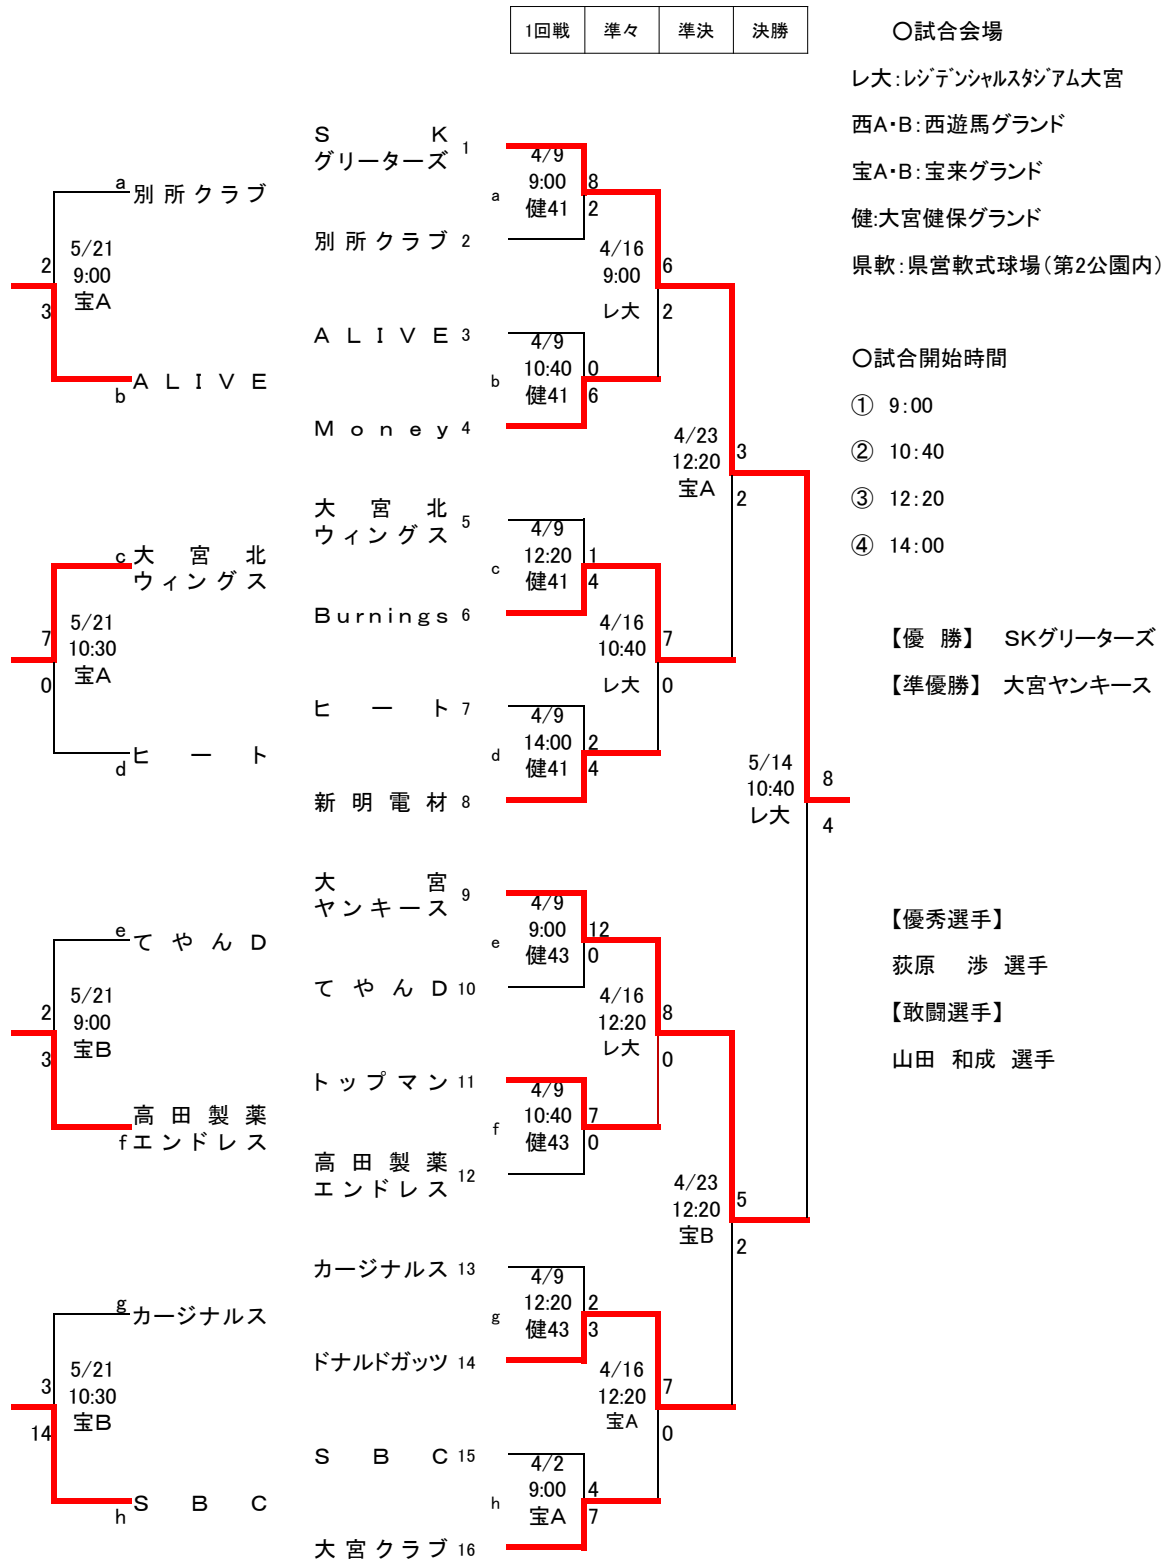 1回戦 準々 準決 決勝
○試合会場
レ大：レジデンシャルスタジアム大宮
西A・B：西遊馬グランド
宝A・B：宝来グランド
健:大宮健保グランド
県軟：県営軟式球場（第2公園内）
○試合開始時間
① 9：00
② 10：40
③ 12：20
④ 14：00
【優 勝】 SKグリーターズ
【準優勝】 大宮ヤンキース
【優秀選手】
荻原 渉 選手
【敢闘選手】
山田 和成 選手
a 別所クラブ
2
5/21
9:00
宝A
3
b ALIVE
c 大宮北
ウィングス
7
5/21
10:30
宝A
0
d ヒート
e てやんD
2
5/21
9:00
宝B
3
高田製薬
f エンドレス
g カージナルス
3
5/21
10:30
宝B
14
h SBC
SK
グリーターズ 1
a
4/9
9:00
健41
8
2
別所クラブ 2
4/16
9:00
レ大
6
2
ALIVE 3
b
4/9
10:40
健41
0
6
Money 4
4/23
12:20
宝A
3
2
大宮北
ウィングス 5
c
4/9
12:20
健41
1
4
Burnings 6
4/16
10:40
レ大
7
0
ヒート 7
d
4/9
14:00
健41
2
4
新明電材 8
5/14
10:40
レ大
8
4
大宮
ヤンキース 9
e
4/9
9:00
健43
12
0
てやんD 10
4/16
12:20
レ大
8
0
トップマン 11
f
4/9
10:40
健43
7
0
高田製薬
エンドレス 12
4/23
12:20
宝B
5
2
カージナルス 13
g
4/9
12:20
健43
2
3
ドナルドガッツ 14
4/16
12:20
宝A
7
0
SBC 15
h
4/2
9:00
宝A
4
7
大宮クラブ 16